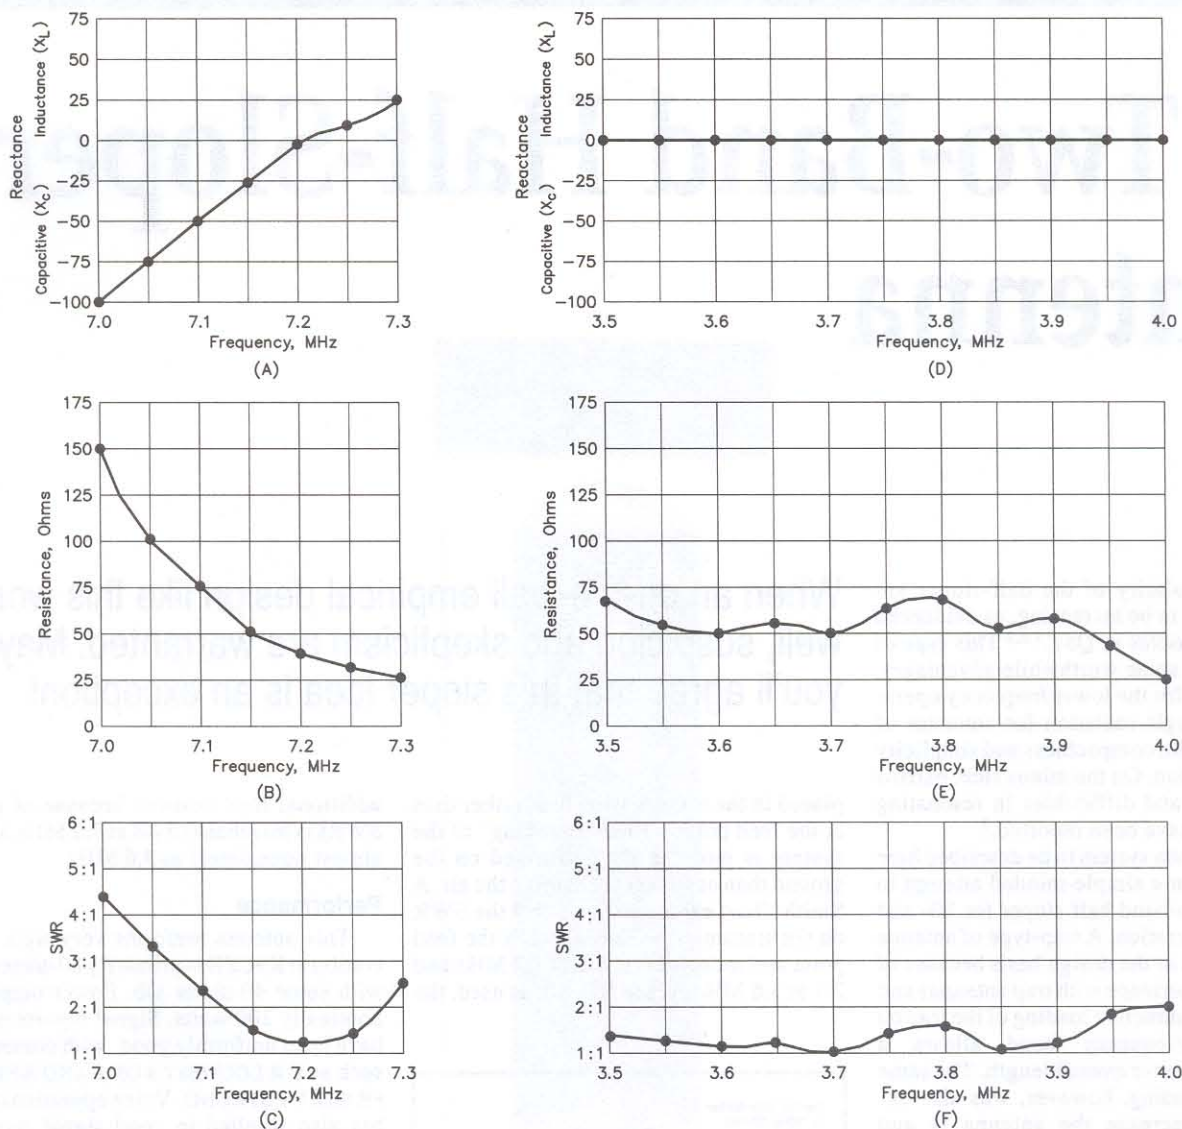 75
50
25
0
−25
−50
−75
−100
Reactance
Capacitive (XC) Inductance (XL)
7.0 7.1 7.2 7.3
Frequency, MHz
(A)
75
50
25
0
−25
−50
−75
−100
Reactance
Capacitive (XC) Inductance (XL)
3.5 3.6 3.7 3.8 3.9 4.0
Frequency, MHz
(D)
175
150
125
100
75
50
25
0
Resistance, Ohms
7.0 7.1 7.2 7.3
Frequency, MHz
(B)
175
150
125
100
75
50
25
0
Resistance, Ohms
3.5 3.6 3.7 3.8 3.9 4.0
Frequency, MHz
(E)
6:1
5:1
4:1
3:1
2:1
1:1
SWR
7.0 7.1 7.2 7.3
Frequency, MHz
(C)
6:1
5:1
4:1
3:1
2:1
1:1
SWR
3.5 3.6 3.7 3.8 3.9 4.0
Frequency, MHz
(F)